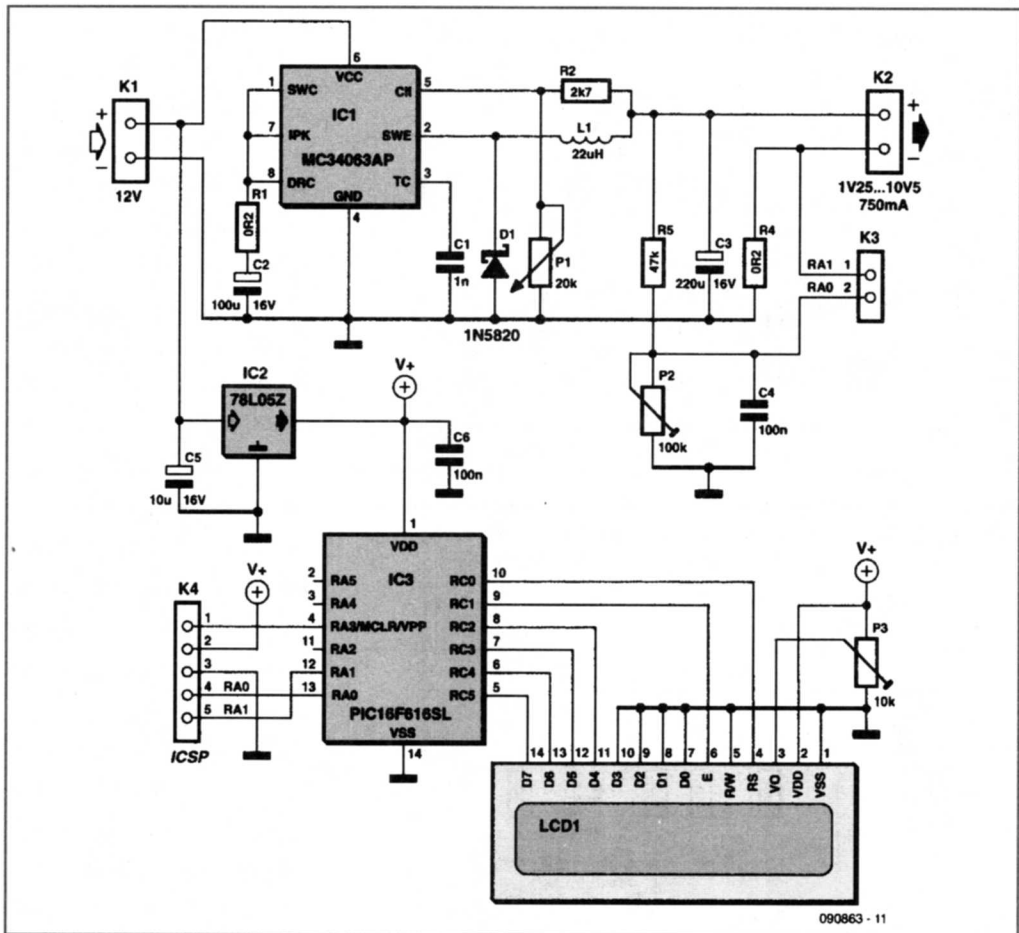 K1
+
–
12V
6
VCC
1
SWC
CII
5
IC1
7
IPK
SWE
2
MC34063AP
8
DRC
TC
3
GND
4
R1
0R2
C2
100u
16V
C1
1n
D1
1N5820
P1
20k
R2
2k7
L1
22uH
R5
47k
C3
220u
16V
R4
0R2
K2
+
–
1V25...10V5
750mA
K3
RA1
1
RA0
2
P2
100k
C4
100n
IC2
78L05Z
C5
10u
16V
V+
C6
100n
K4
1
2
3
4
RA0
5
RA1
ICSP
V+
1
VDD
IC3
2
RA5
3
RA4
4
RA3/MCLR/VPP
11
RA2
12
RA1
13
RA0
RC0
10
RC1
9
RC2
8
RC3
7
RC4
6
RC5
5
PIC16F616SL
VSS
14
V+
P3
10k
14 13 12 11 10 9 8 7 6 5 4 3 2 1
D7 D6 D5 D4 D3 D2 D1 D0 E R/W RS VO VDD VSS
LCD1
090863 - 11